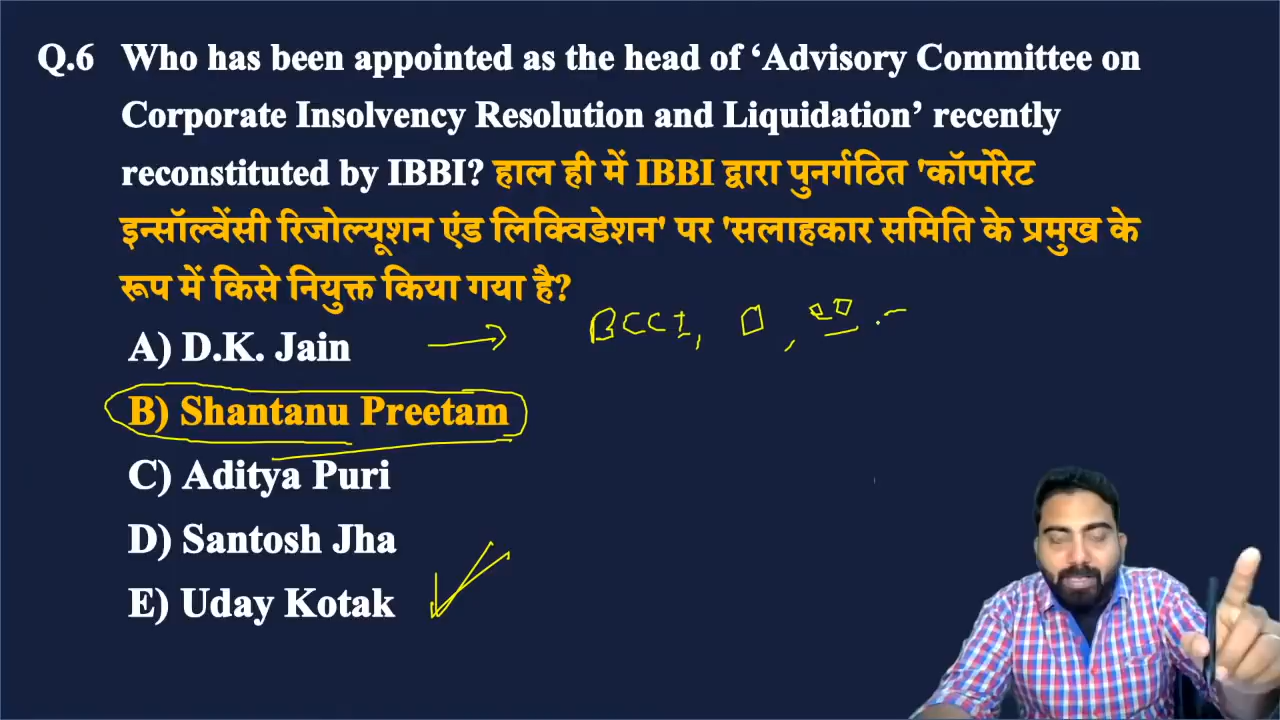 Q.6 Who has been appointed as the head of ‘Advisory Committee on
Corporate Insolvency Resolution and Liquidation’ recently
reconstituted by IBBI? हाल ही में IBBI द्वारा पुनर्गठित 'कॉर्पोरेट
इन्सॉल्वेंसी रिजोल्यूशन एंड लिक्विडेशन' पर 'सलाहकार समिति के प्रमुख के
रूप में किसे नियुक्त किया गया है?
BCCI,
A) D.K. Jain
B) Shantanu Preetam
C) Aditya Puri
D) Santosh Jha
E) Uday Kotak